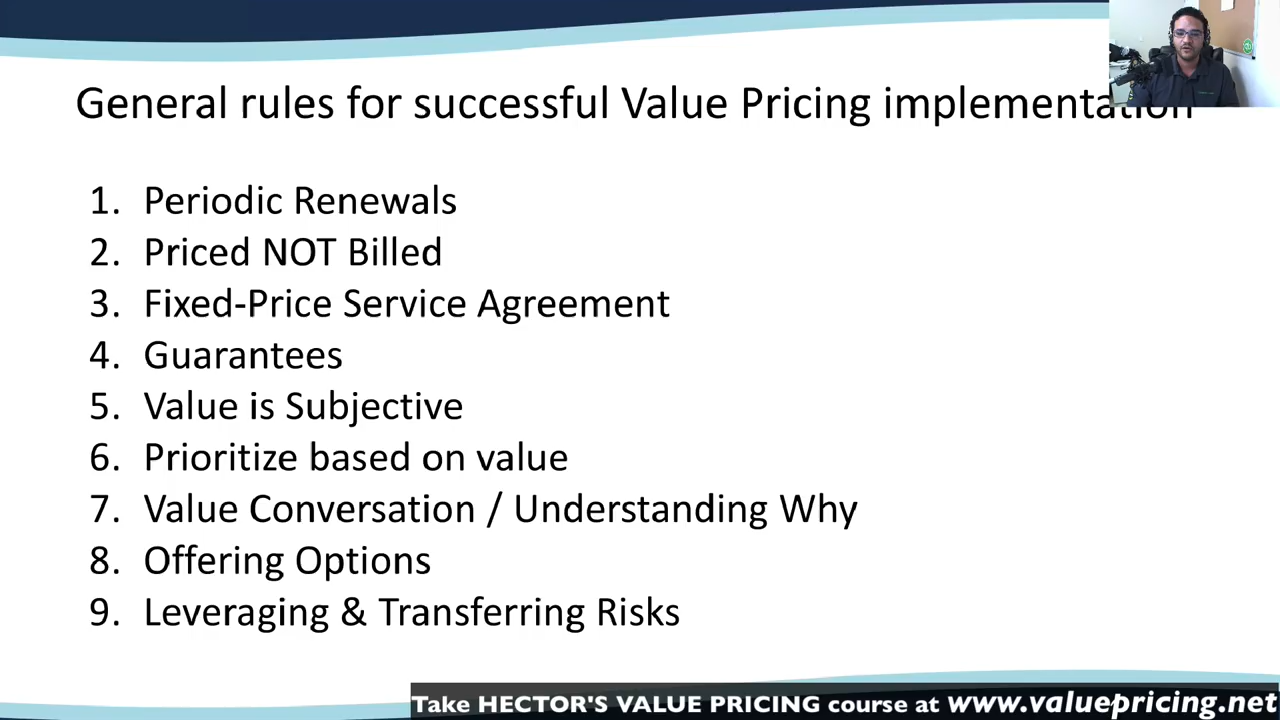 General rules for successful Value Pricing implementation
1. Periodic Renewals
2. Priced NOT Billed
3. Fixed-Price Service Agreement
4. Guarantees
5. Value is Subjective
6. Prioritize based on value
7. Value Conversation / Understanding Why
8. Offering Options
9. Leveraging & Transferring Risks
Take HECTOR'S VALUE PRICING course at www.valuepricing.net